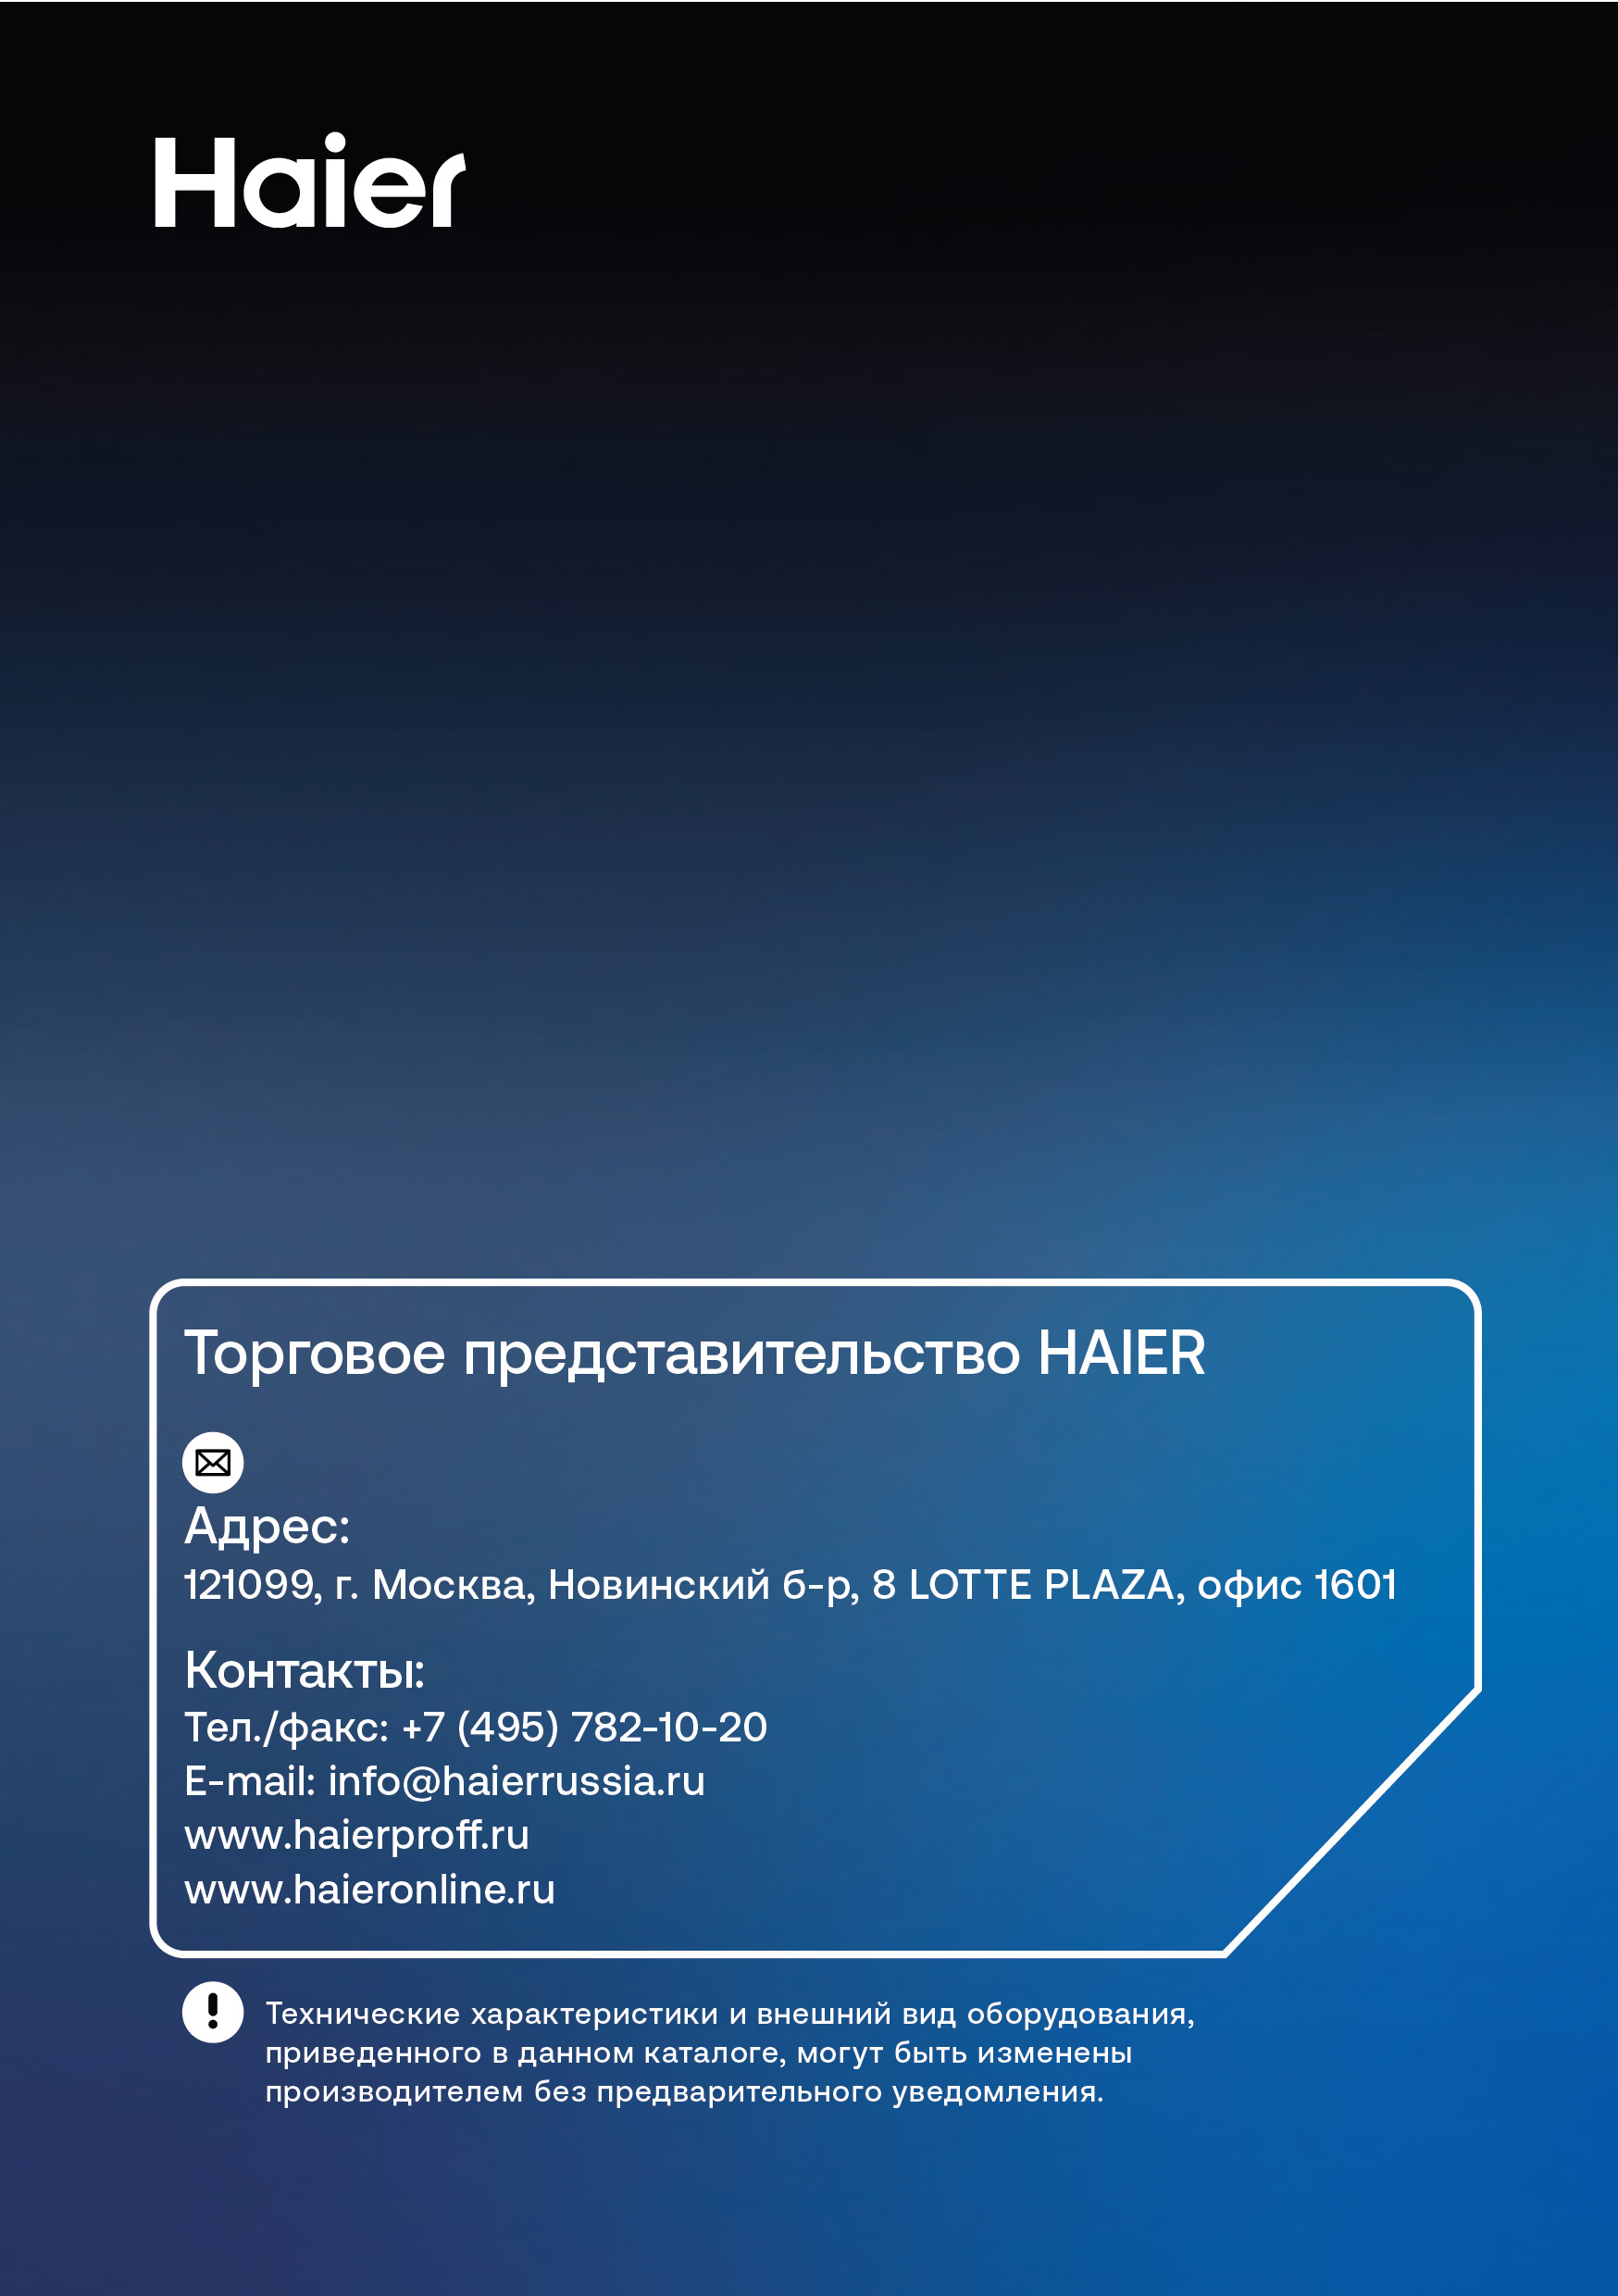 Haier
Торговое представительство HAIER
Адрес:
121099, г. Москва, Новинский б-р, 8 LOTTE PLAZA, офис 1601
Контакты:
Тел./факс: +7 (495) 782-10-20
E-mail: info@haierrussia.ru
www.haierproff.ru
www.haieronline.ru
Технические характеристики и внешний вид оборудования,
приведенного в данном каталоге, могут быть изменены
производителем без предварительного уведомления.